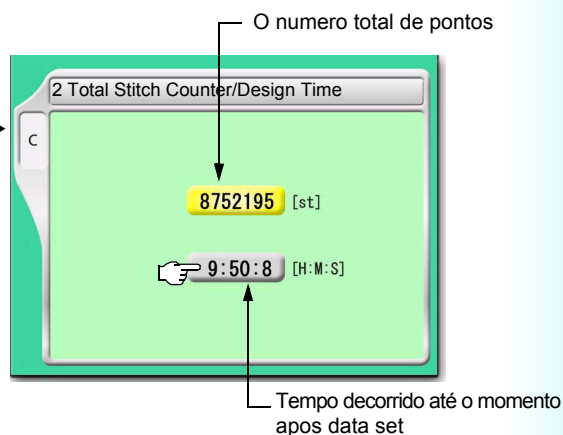 O numero total de pontos
2 Total Stitch Counter/Design Time
C
8752195 [st]
9:50:8 [H:M:S]
Tempo decorrido até o momento
apos data set